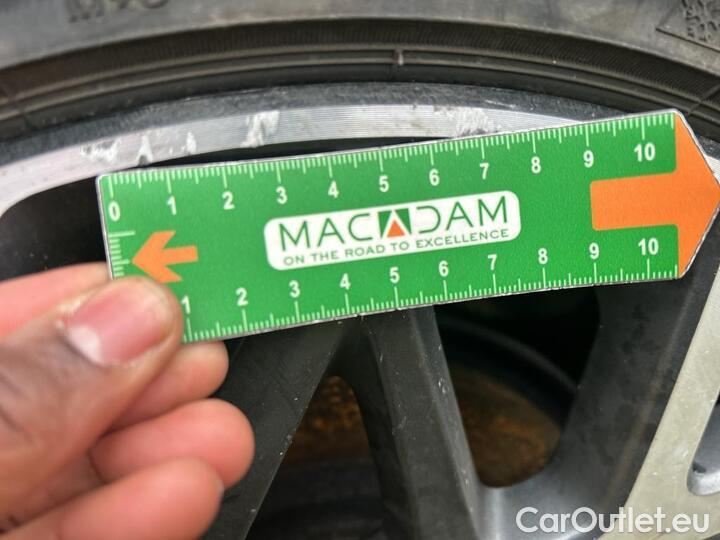 0 1 2 3 4 5 6 7 8 9 10
MACADAM
ON THE ROAD TO EXCELLENCE
1 2 3 4 5 6 7 8 9 10
CarOutlet.eu